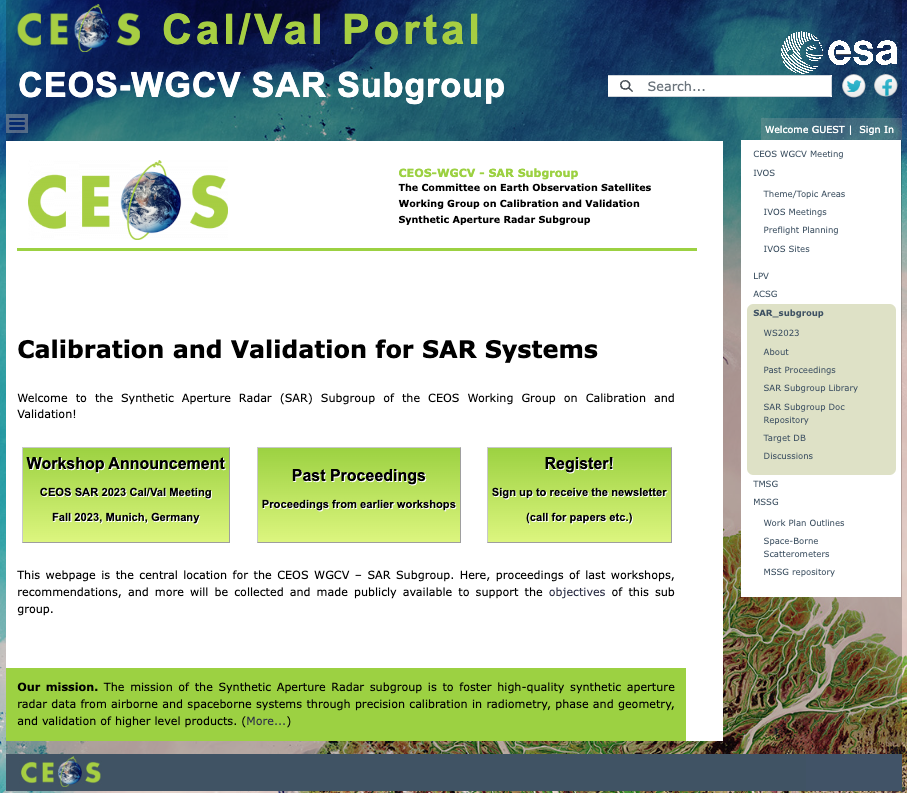 CEOS Cal/Val Portal
esa
CEOS-WGCV SAR Subgroup
Search...
Welcome GUEST | Sign In
CEOS
CEOS-WGCV - SAR Subgroup
The Committee on Earth Observation Satellites
Working Group on Calibration and Validation
Synthetic Aperture Radar Subgroup
Calibration and Validation for SAR Systems
Welcome to the Synthetic Aperture Radar (SAR) Subgroup of the CEOS Working Group on Calibration and
Validation!
Workshop Announcement
CEOS SAR 2023 Cal/Val Meeting
Fall 2023, Munich, Germany
Past Proceedings
Proceedings from earlier workshops
Register!
Sign up to receive the newsletter
(call for papers etc.)
This webpage is the central location for the CEOS WGCV – SAR Subgroup. Here, proceedings of last workshops,
recommendations, and more will be collected and made publicly available to support the objectives of this sub
group.
Our mission. The mission of the Synthetic Aperture Radar subgroup is to foster high-quality synthetic aperture
radar data from airborne and spaceborne systems through precision calibration in radiometry, phase and geometry,
and validation of higher level products. (More...)
CEOS WGCV Meeting
IVOS
Theme/Topic Areas
IVOS Meetings
Preflight Planning
IVOS Sites
LPV
ACSG
SAR_subgroup
WS2023
About
Past Proceedings
SAR Subgroup Library
SAR Subgroup Doc
Repository
Target DB
Discussions
TMSG
MSSG
Work Plan Outlines
Space-Borne
Scatterometers
MSSG repository
CEOS